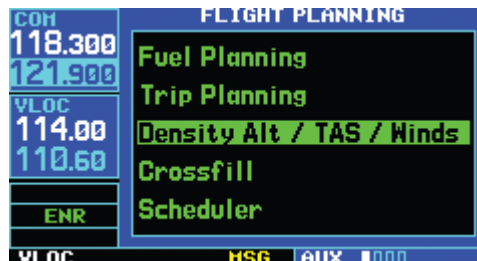 COM
118.300
121.900
VLOC
114.00
110.60
ENR
FLIGHT PLANNING
Fuel Planning
Trip Planning
Density Alt / TAS / Winds
Crossfill
Scheduler
VLOC
MSG
AUX